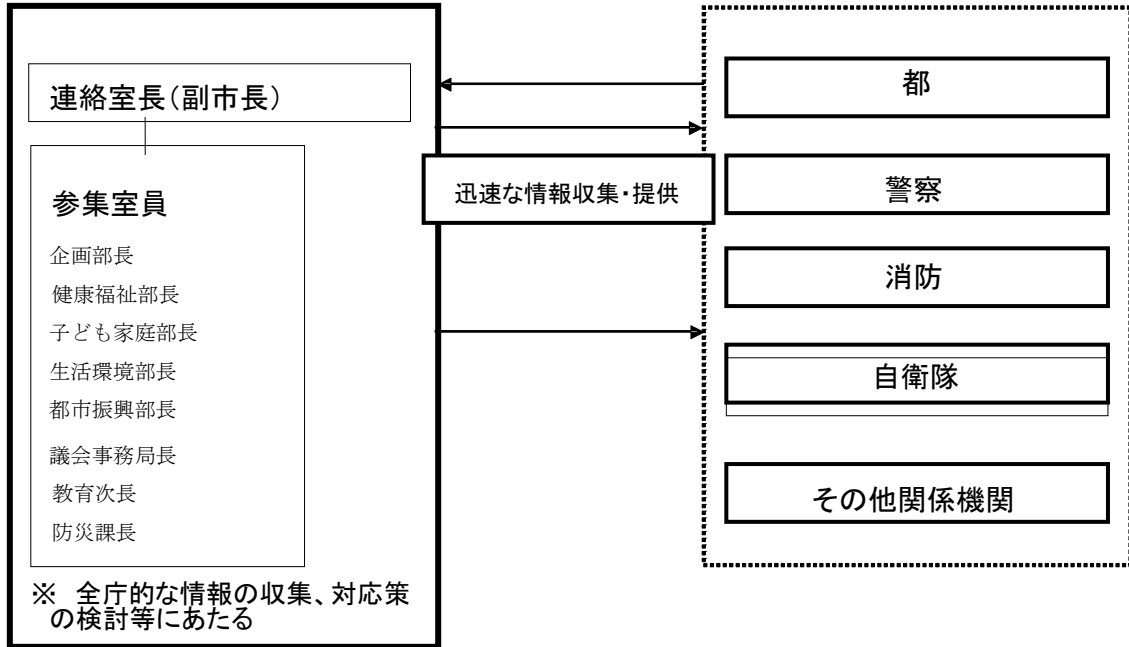 連絡室長(副市長)
参集室員
企画部長
健康福祉部長
子ども家庭部長
生活環境部長
都市振興部長
議会事務局長
教育次長
防災課長
※ 全庁的な情報の収集、対応策
の検討等にあたる
迅速な情報収集・提供
都
警察
消防
自衛隊
その他関係機関